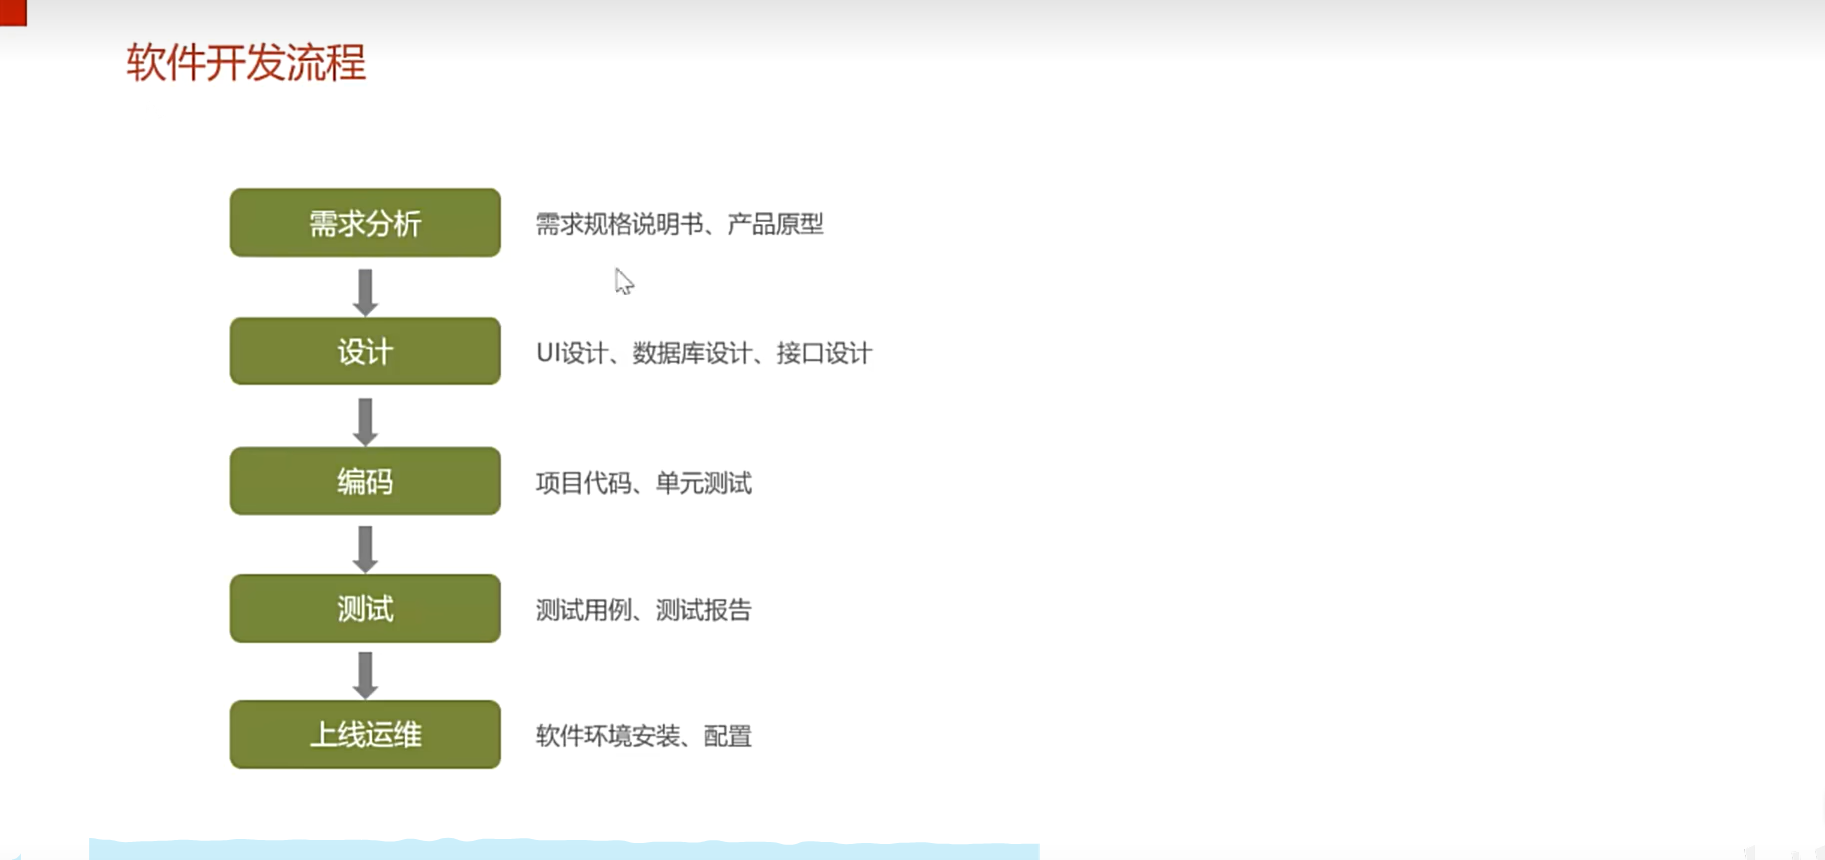 软件开发流程
需求分析
需求规格说明书、产品原型
设计
UI设计、数据库设计、接口设计
编码
项目代码、单元测试
测试
测试用例、测试报告
上线运维
软件环境安装、配置